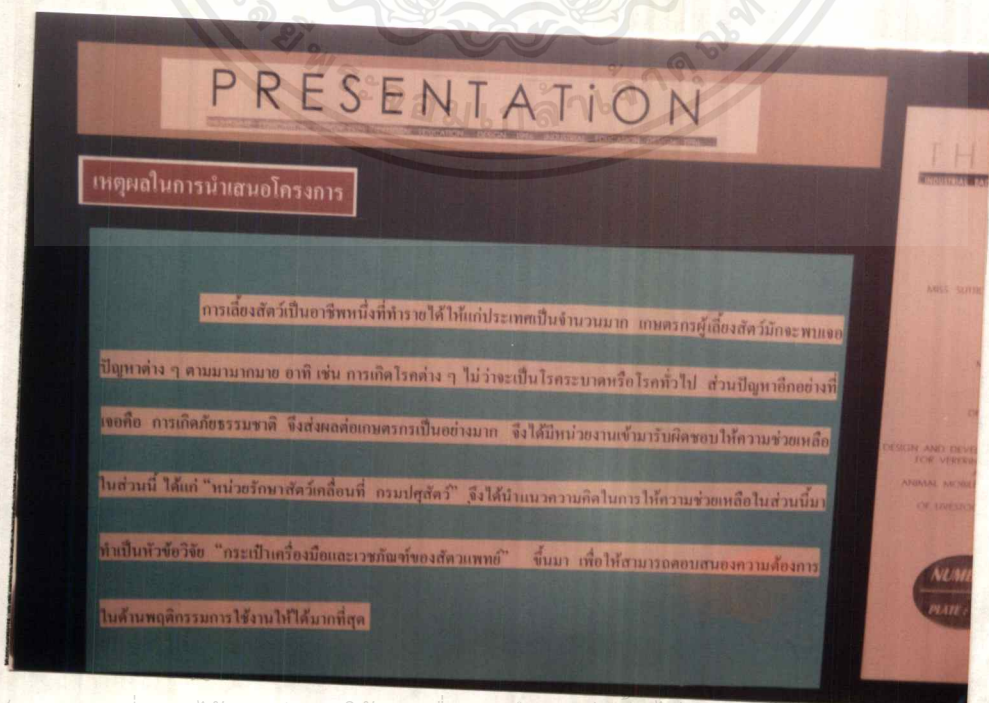 PRESENTATiON
เหตุผลในการนำเสนอโครงการ
การเลี้ยงสัตว์เป็นอาชีพหนึ่งที่ทำรายได้ให้แก่ประเทศเป็นจำนวนมาก เกษตรกรผู้เลี้ยงสัตว์มักจะพบเจอ
ปัญหาต่าง ๆ ตามมามากมาย อาทิ เช่น การเกิดโรคต่าง ๆ ไม่ว่าจะเป็นโรคระบาดหรือโรคทั่วไป ส่วนปัญหาอีกอย่างที่
เจอคือ การเกิดภัยธรรมชาติ จึงส่งผลต่อเกษตรกรเป็นอย่างมาก จึงได้มีหน่วยงานเข้ามารับผิดชอบให้ความช่วยเหลือ
ในส่วนนี้ ได้แก่ "หน่วยรักษาสัตว์เคลื่อนที่ กรมปศุสัตว์" จึงได้นำแนวความคิดในการให้ความช่วยเหลือในส่วนนี้มา
ทำเป็นหัวข้อวิจัย "กระเป๋าเครื่องมือและเวชภัณฑ์ของสัตวแพทย์" ขึ้นมา เพื่อให้สามารถตอบสนองความต้องการ
ในด้านพฤติกรรมการใช้งานให้ได้มากที่สุด
TH
INDUSTRIAL
MISS
DESIGN AND
FOR
ANIMAL
OF
PLATE :